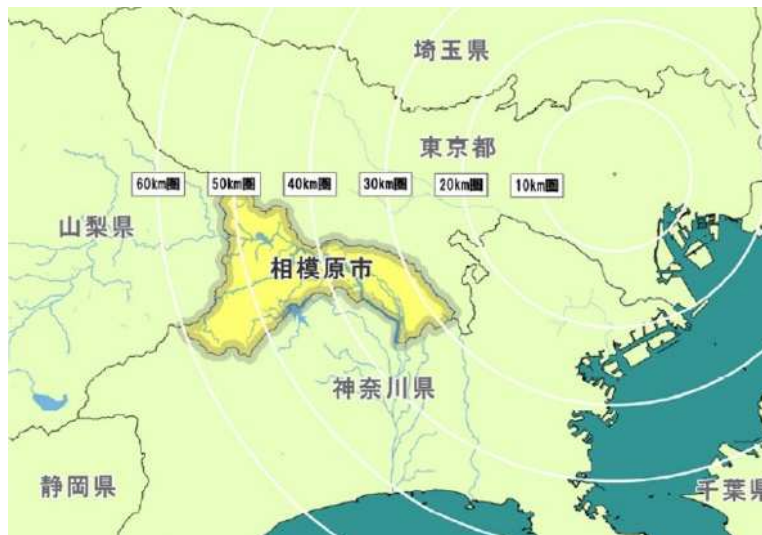 埼玉県
東京都
60km圏
50km圏
40km圏
30km圏
20km圏
10km圏
山梨県
相模原市
神奈川県
静岡県
千葉県